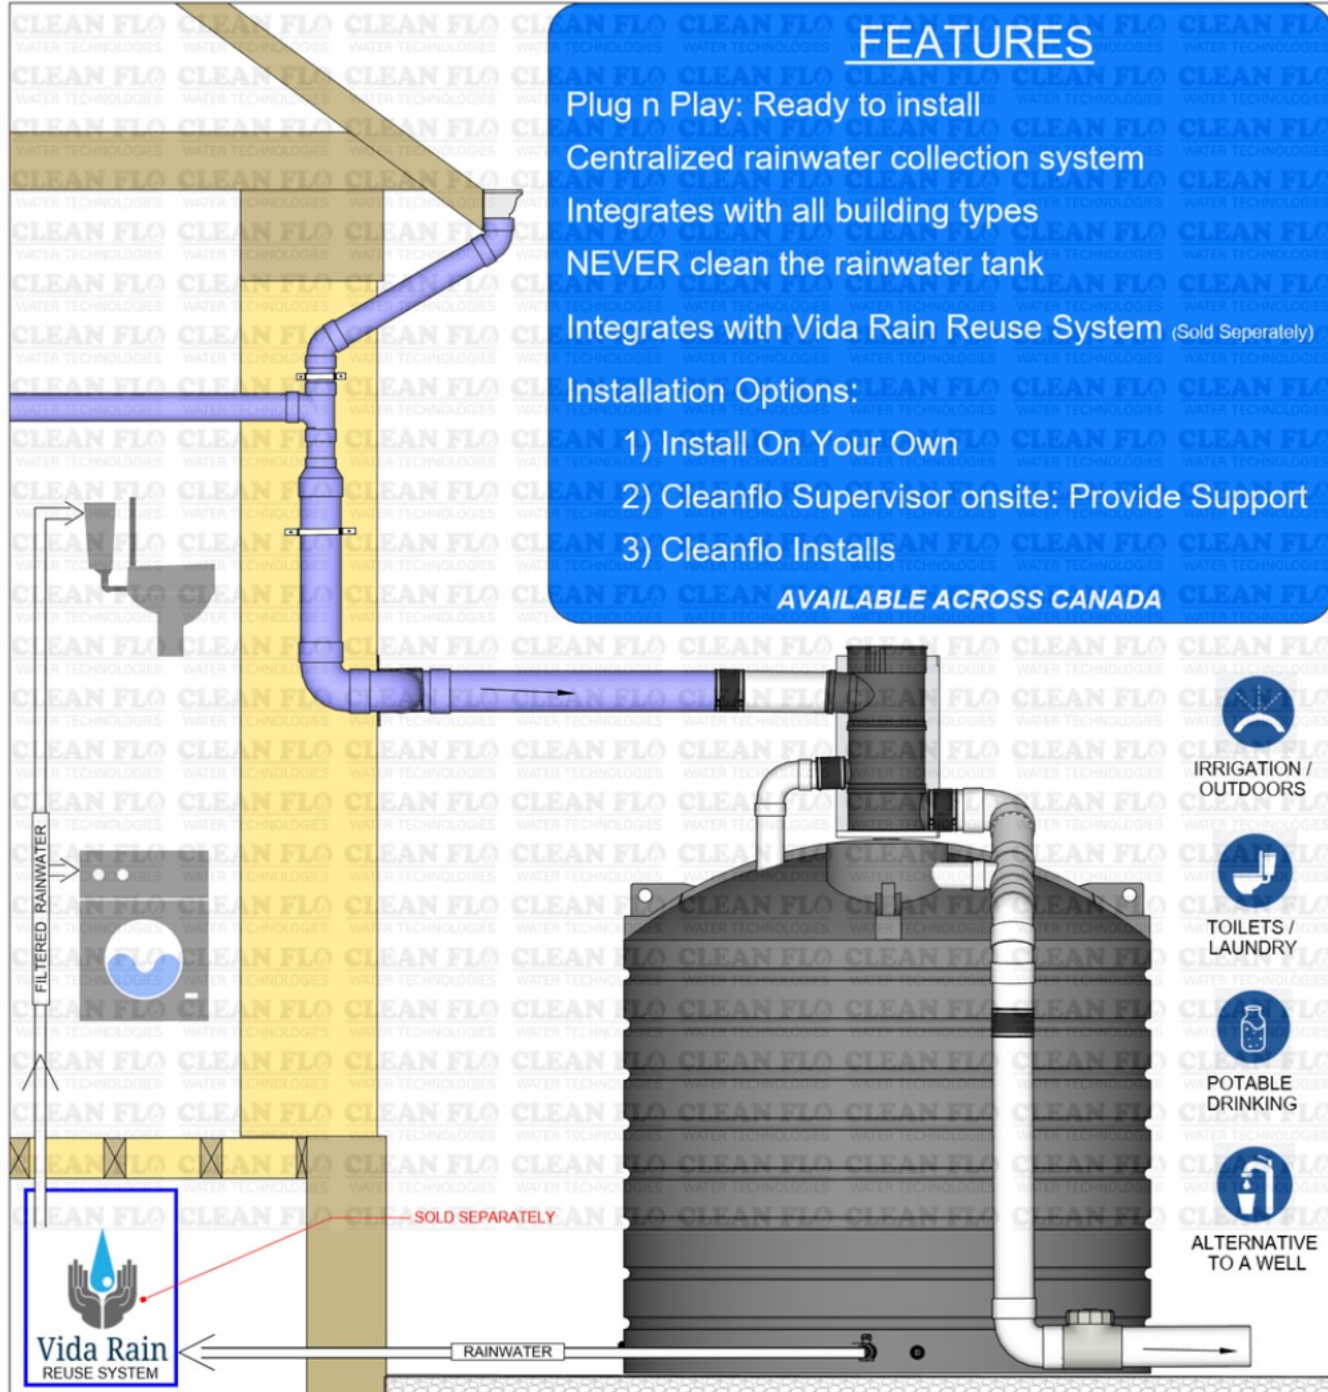 FEATURES
Plug n Play: Ready to install
Centralized rainwater collection system
Integrates with all building types
NEVER clean the rainwater tank
Integrates with Vida Rain Reuse System (Sold Seperately)
Installation Options:
1) Install On Your Own
2) Cleanflo Supervisor onsite: Provide Support
3) Cleanflo Installs
AVAILABLE ACROSS CANADA
IRRIGATION /
OUTDOORS
TOILETS /
LAUNDRY
POTABLE
DRINKING
ALTERNATIVE
TO A WELL
FILTERED RAINWATER
SOLD SEPARATELY
Vida Rain
REUSE SYSTEM
RAINWATER
CLEAN FLO
WATER TECHNOLOGIES